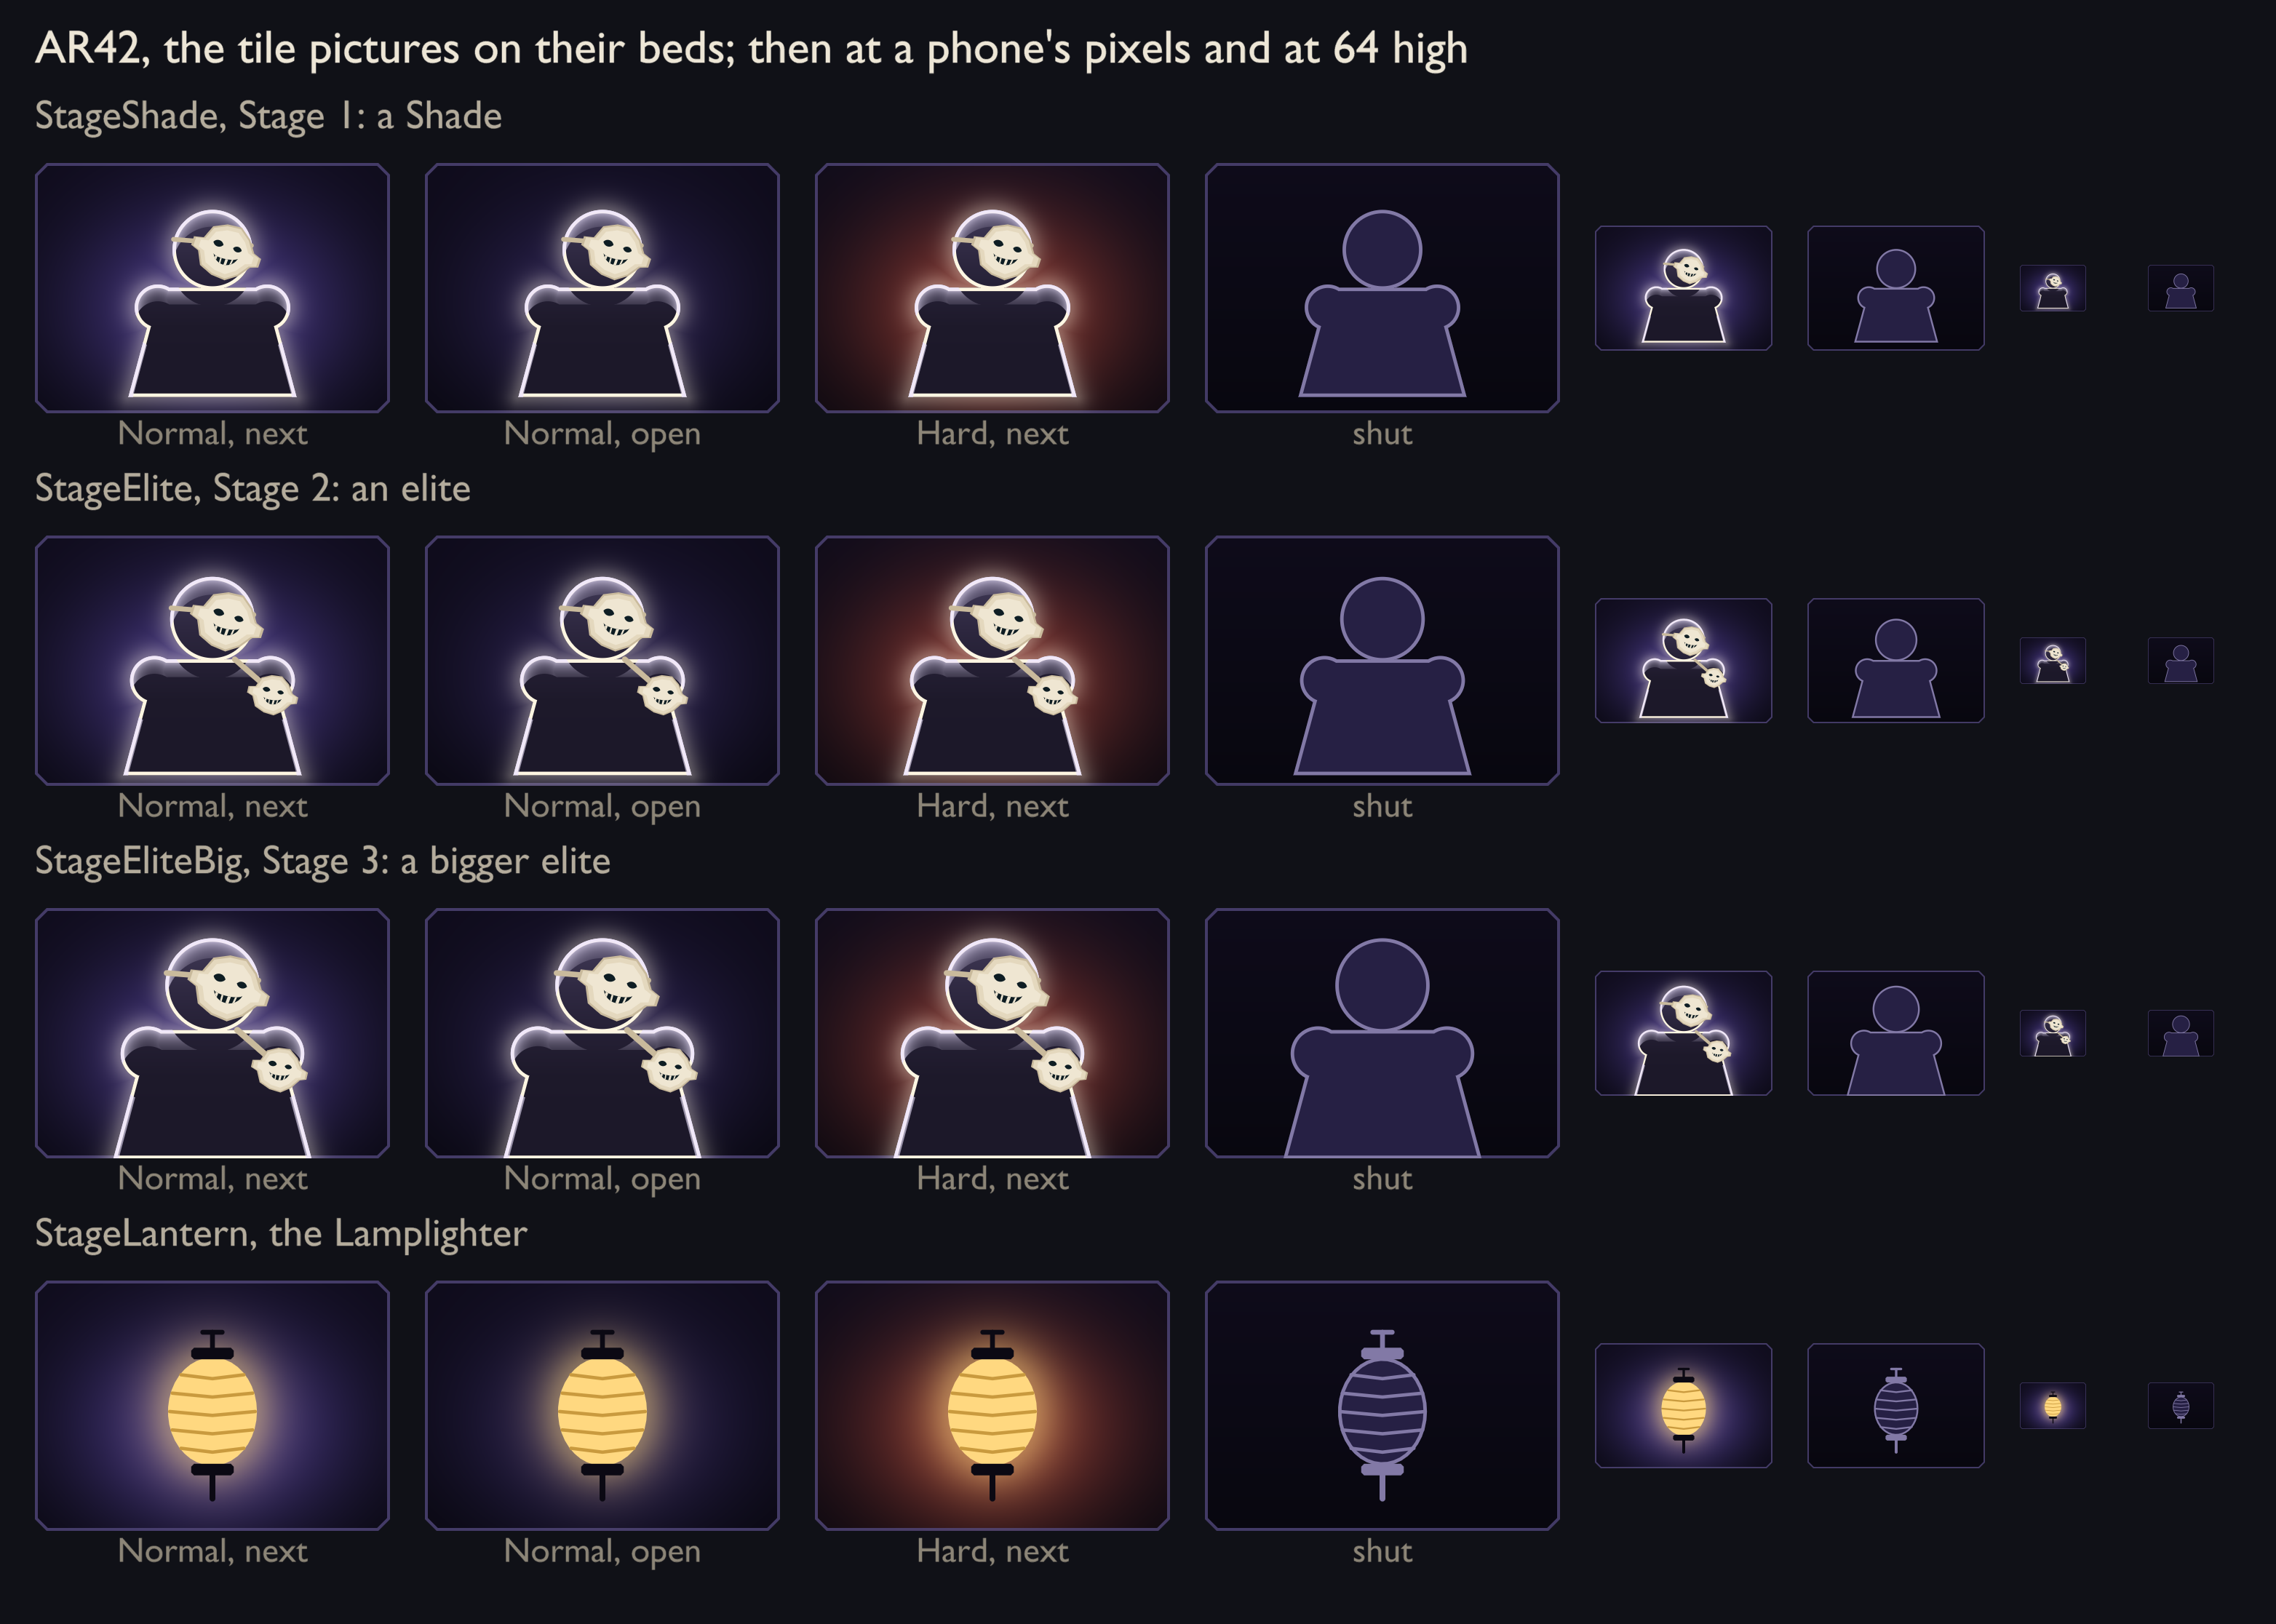 AR42, the tile pictures on their beds; then at a phone's pixels and at 64 high
StageShade, Stage 1: a Shade
Normal, next
Normal, open
Hard, next
shut
StageElite, Stage 2: an elite
Normal, next
Normal, open
Hard, next
shut
StageEliteBig, Stage 3: a bigger elite
Normal, next
Normal, open
Hard, next
shut
StageLantern, the Lamplighter
Normal, next
Normal, open
Hard, next
shut